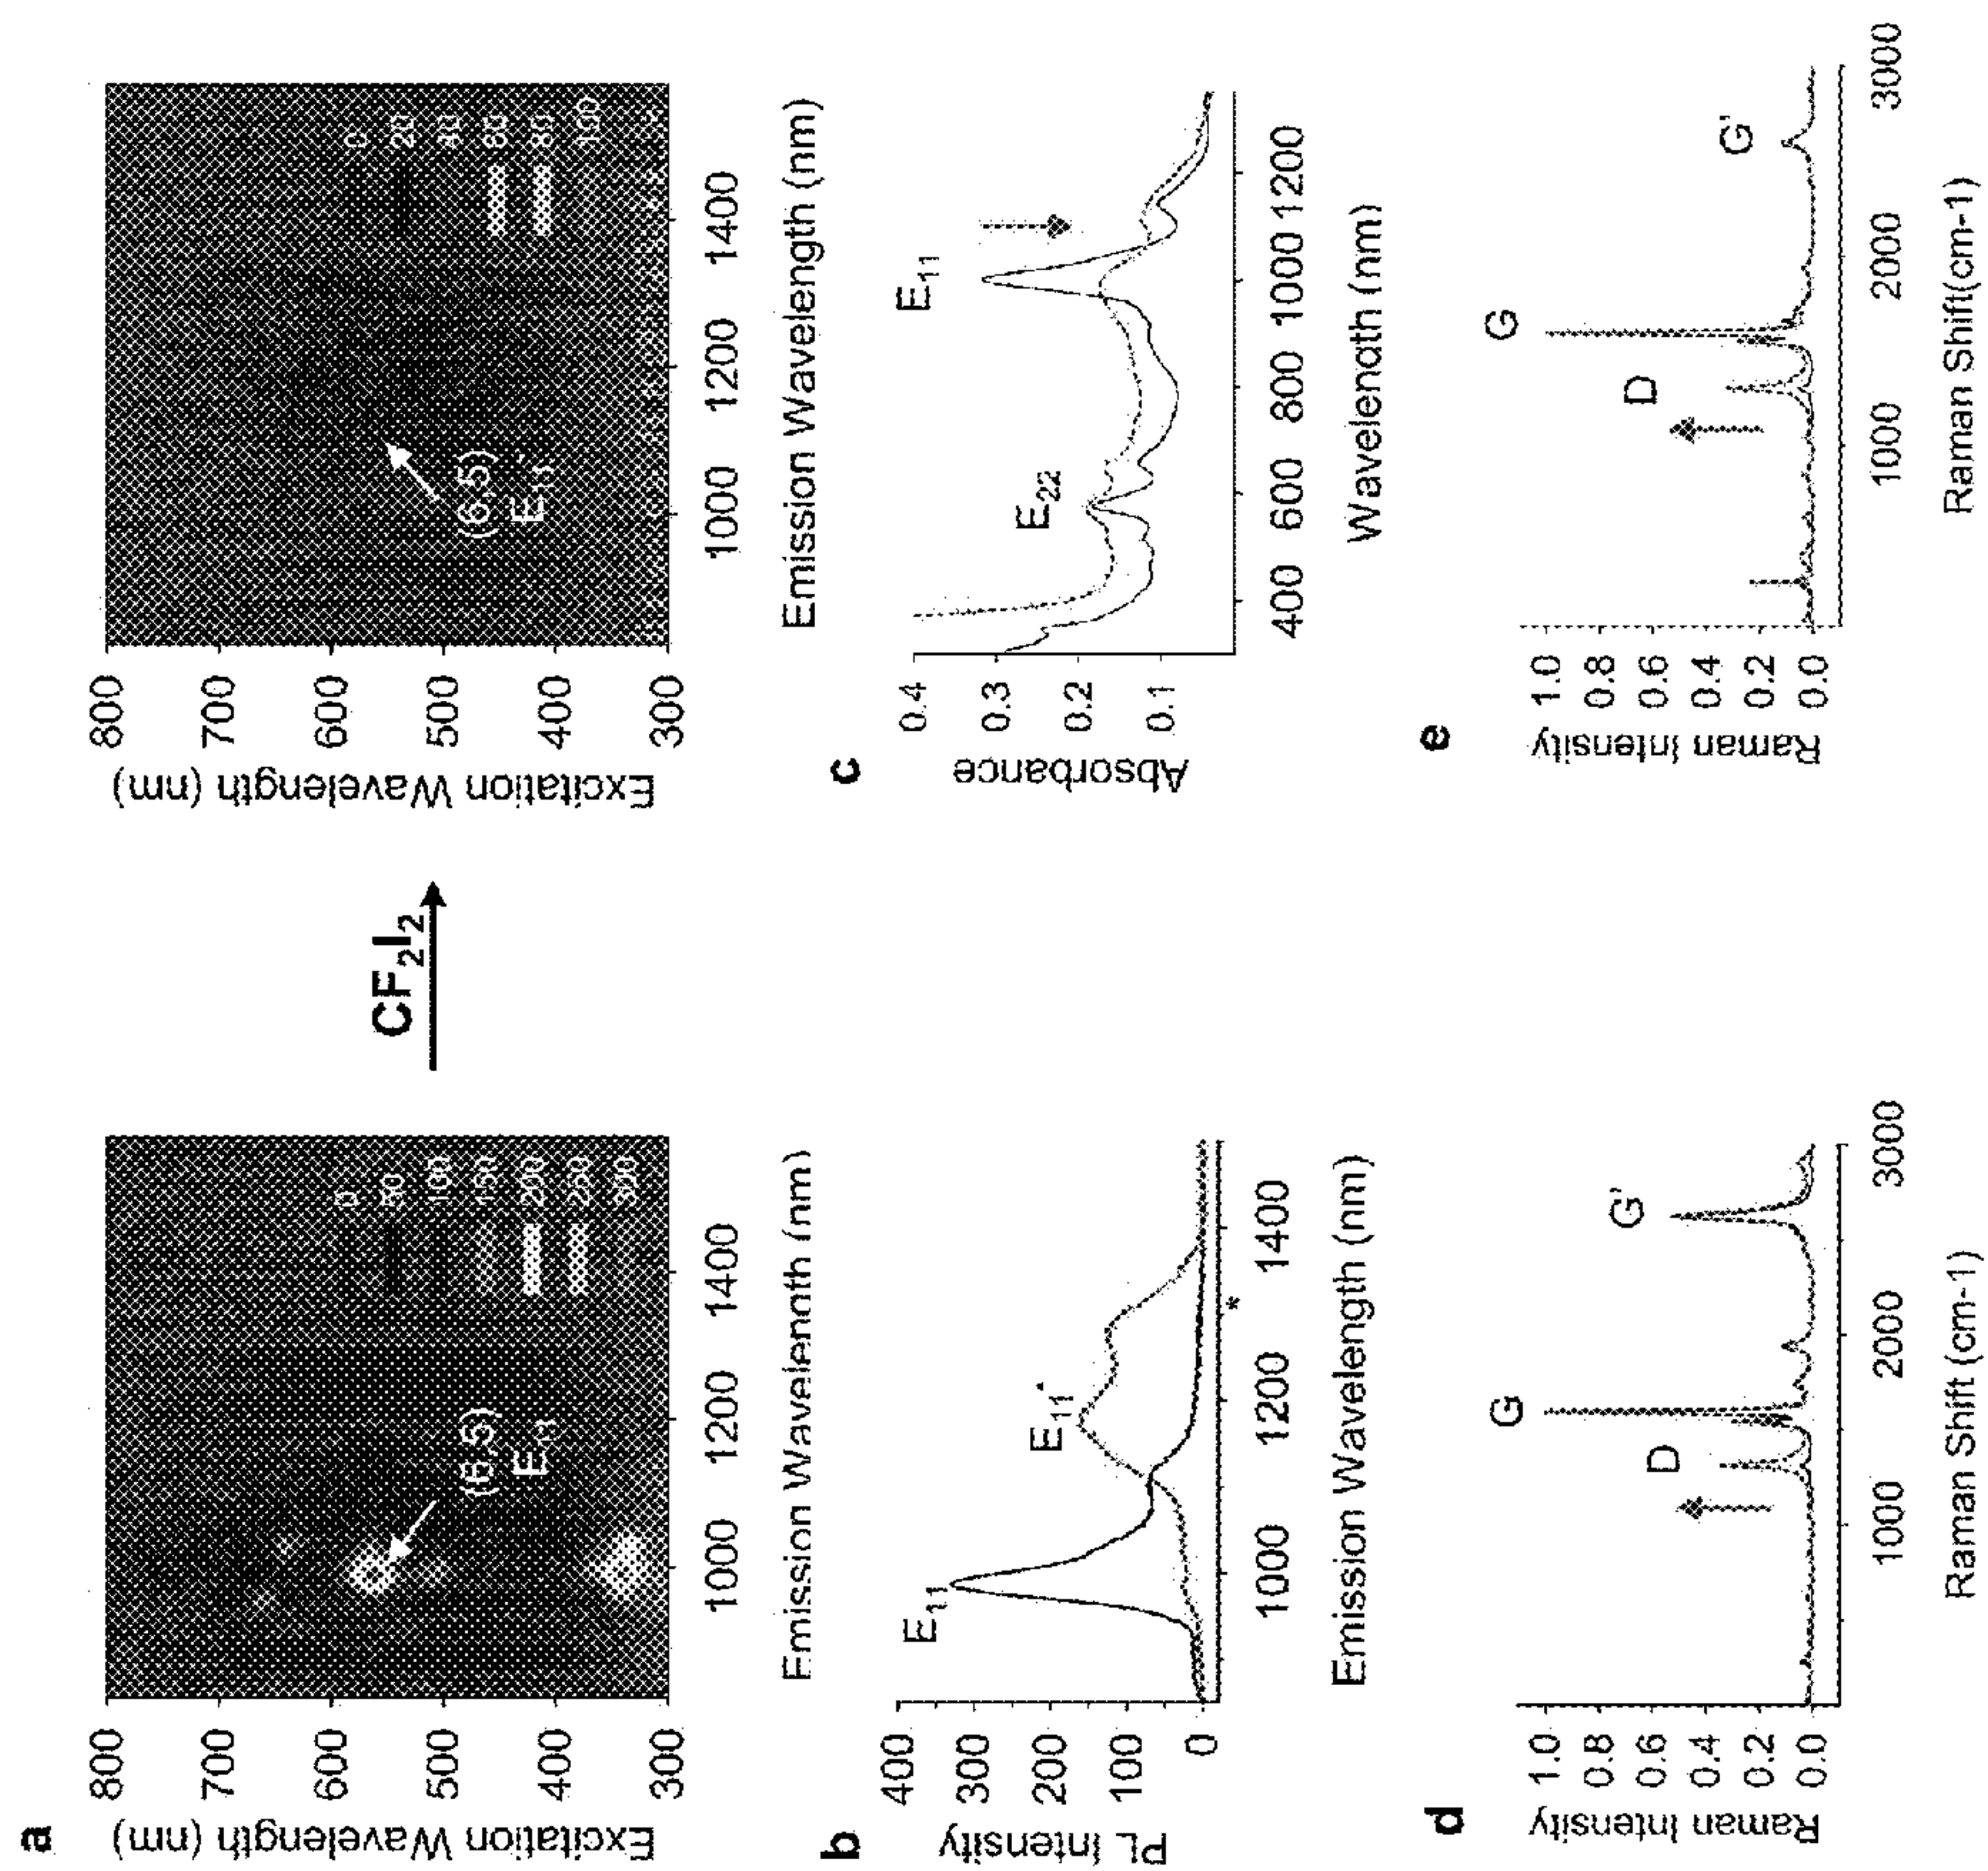 a
Excitation Wavelength (nm)
800
700
600
500
400
300
(6,5)
E11
0
50
100
150
200
250
300
1000 1200 1400
Emission Wavelength (nm)
CF2I2
Excitation Wavelength (nm)
800
700
600
500
400
300
(6,5)
E11-
0
20
40
60
80
100
1000 1200 1400
Emission Wavelength (nm)
b
PL Intensity
400
300
200
100
0
E11
E11-
1000 1200 1400
*
Emission Wavelength (nm)
c
Absorbance
0.4
0.3
0.2
0.1
E22
E11
400 600 800 1000 1200
Wavelength (nm)
d
Raman Intensity
1.0
0.8
0.6
0.4
0.2
0.0
D
G
G'
1000 2000 3000
Raman Shift (cm-1)
e
Raman Intensity
1.0
0.8
0.6
0.4
0.2
0.0
D
G
G'
1000 2000 3000
Raman Shift(cm-1)